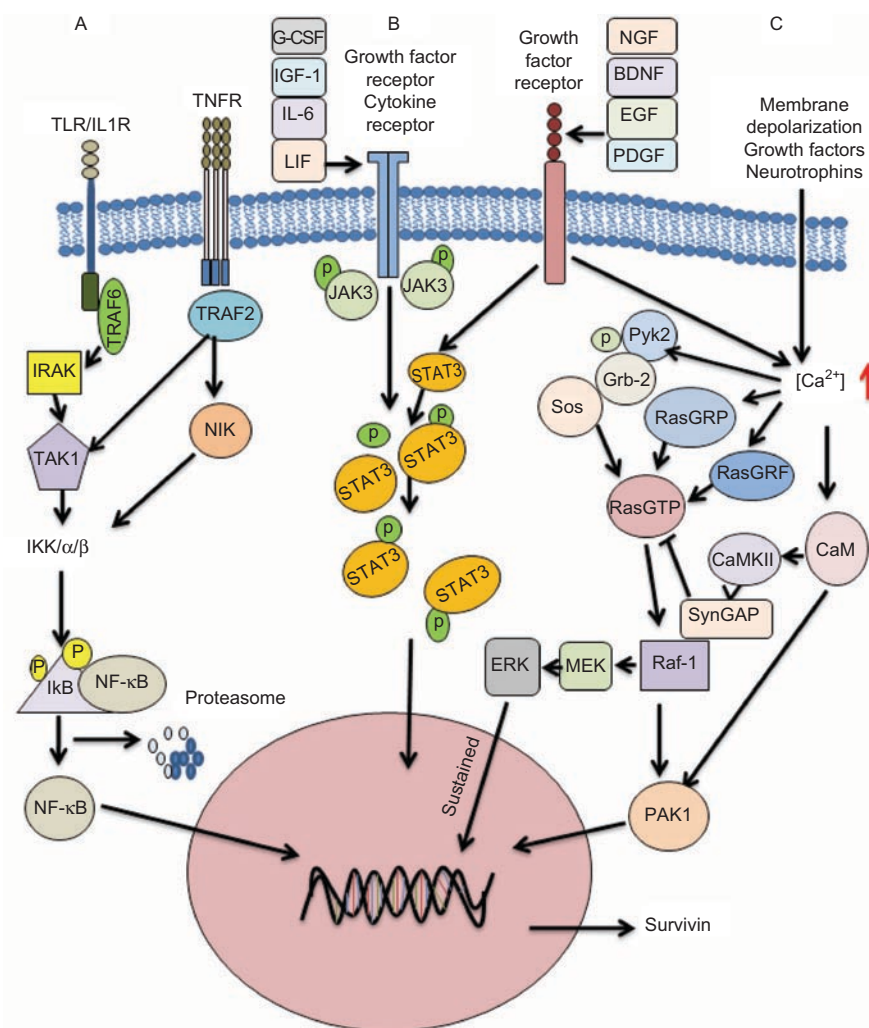 A
B
C
G-CSF
IGF-1
IL-6
LIF
Growth factor
receptor
Cytokine
receptor
Growth
factor
receptor
NGF
BDNF
EGF
PDGF
TLR/IL1R
TNFR
Membrane
depolarization
Growth factors
Neurotrophins
TRAF6
TRAF2
IRAK
TAK1
NIK
IKK/α/β
P
P
IkB
NF-κB
Proteasome
NF-κB
p
JAK3
p
JAK3
STAT3
p
p
STAT3
STAT3
p
STAT3
STAT3
p
p
Pyk2
Grb-2
Sos
[Ca2+]
RasGRP
RasGRF
RasGTP
CaMKII
CaM
SynGAP
ERK
MEK
Raf-1
Sustained
PAK1
Survivin